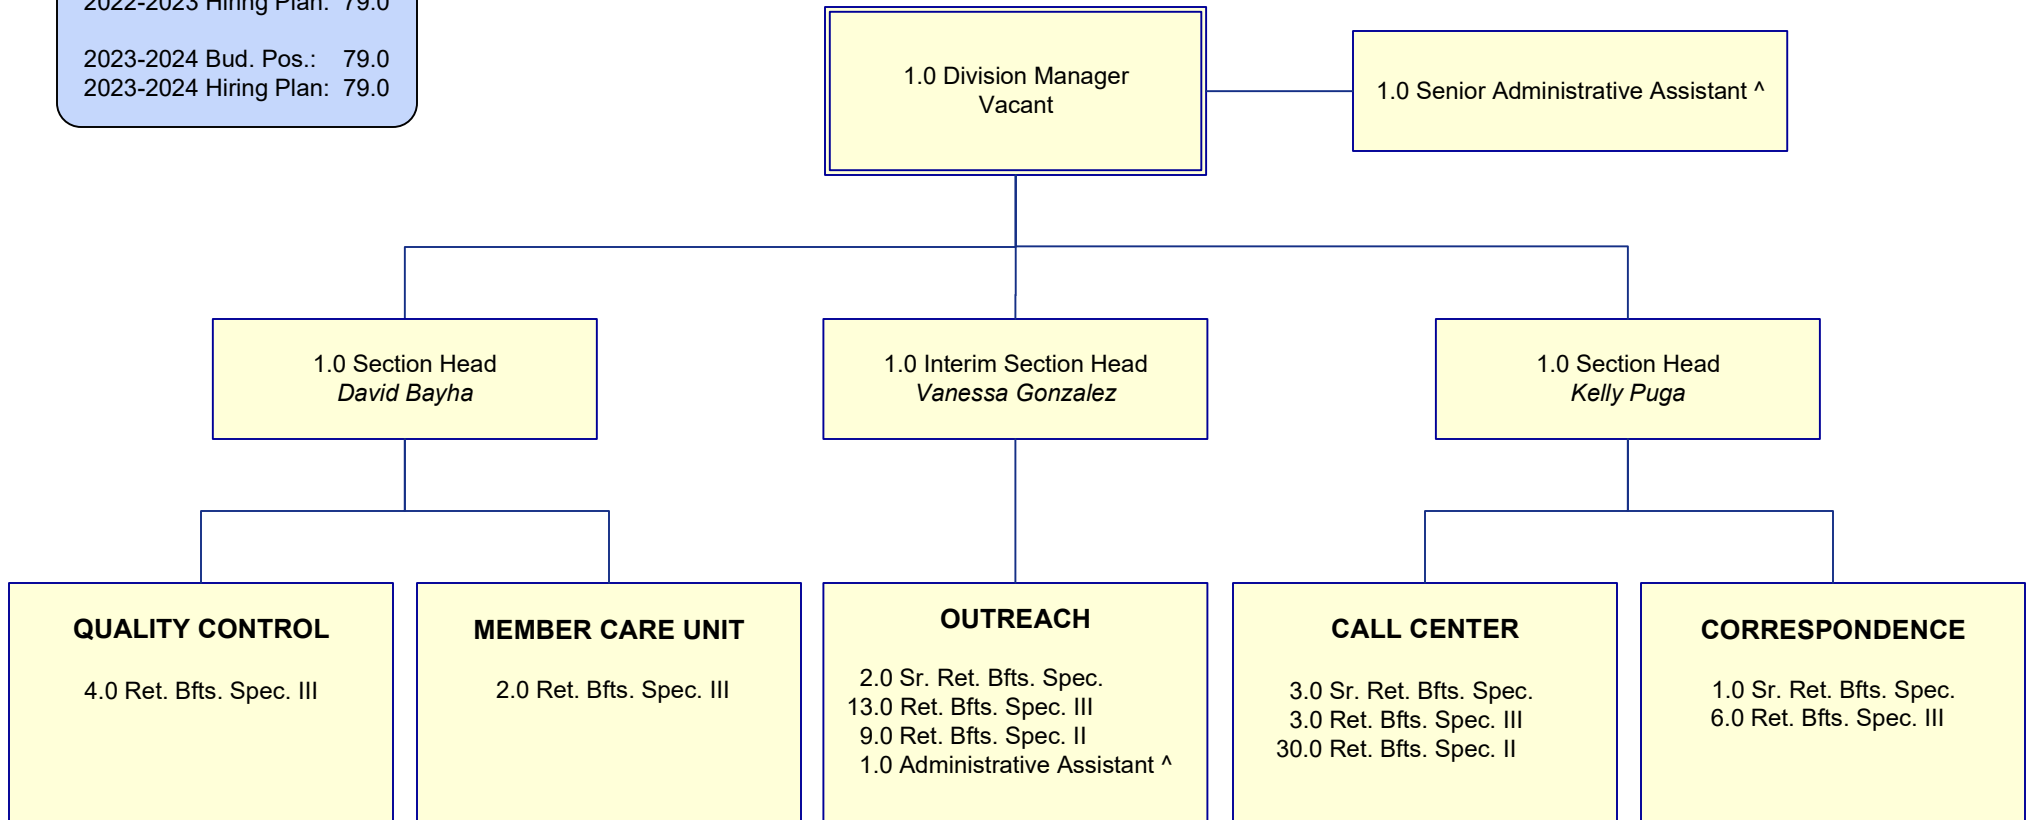 2022-2023 Hiring Plan: 79.0
2023-2024 Bud. Pos.: 79.0
2023-2024 Hiring Plan: 79.0
1.0 Division Manager
Vacant
1.0 Senior Administrative Assistant ^
1.0 Section Head
David Bayha
1.0 Interim Section Head
Vanessa Gonzalez
1.0 Section Head
Kelly Puga
QUALITY CONTROL
4.0 Ret. Bfts. Spec. III
MEMBER CARE UNIT
2.0 Ret. Bfts. Spec. III
OUTREACH
2.0 Sr. Ret. Bfts. Spec.
13.0 Ret. Bfts. Spec. III
9.0 Ret. Bfts. Spec. II
1.0 Administrative Assistant ^
CALL CENTER
3.0 Sr. Ret. Bfts. Spec.
3.0 Ret. Bfts. Spec. III
30.0 Ret. Bfts. Spec. II
CORRESPONDENCE
1.0 Sr. Ret. Bfts. Spec.
6.0 Ret. Bfts. Spec. III